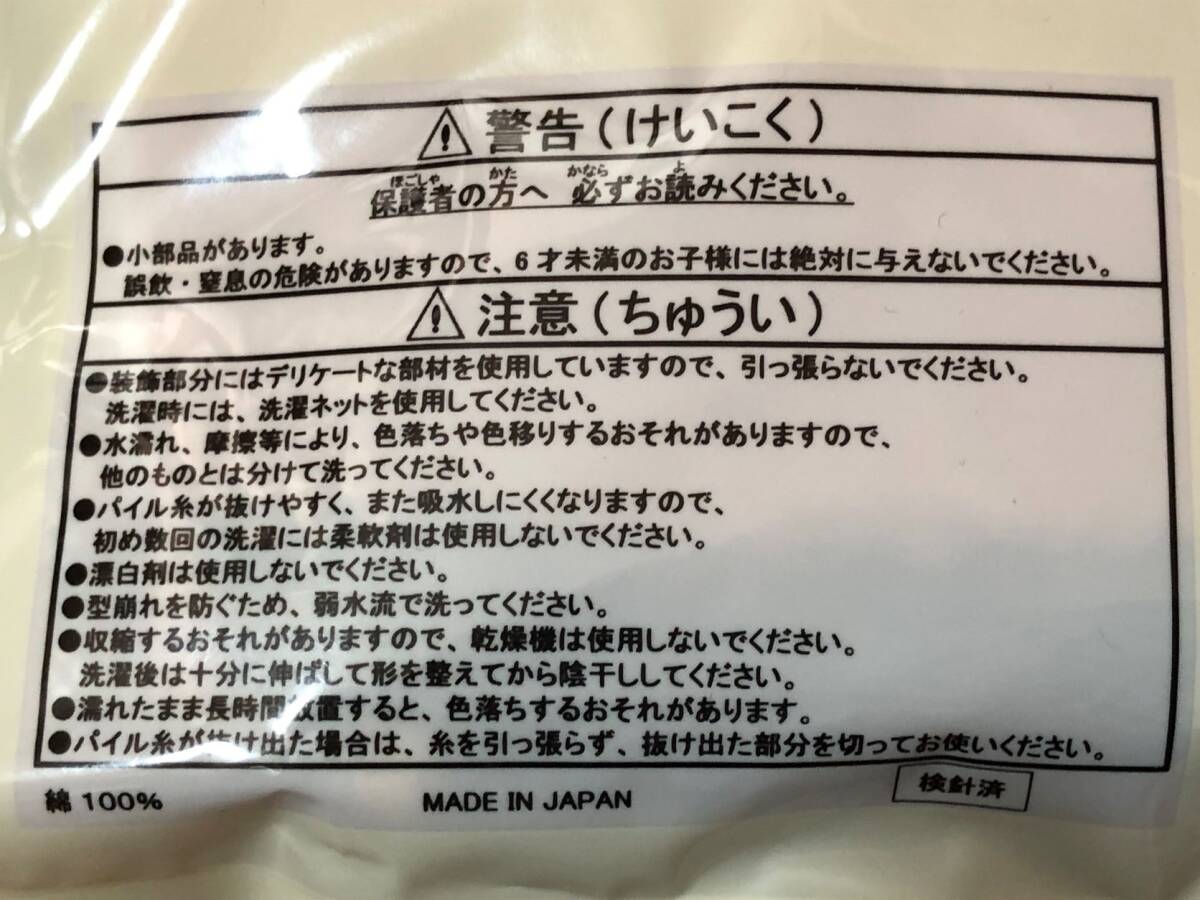 ⚠警告(けいこく)
保護者の方へ 必ずお読みください。
●小部品があります。
誤飲・窒息の危険がありますので、6才未満のお子様には絶対に与えないでください。
⚠注意(ちゅうい)
●装飾部分にはデリケートな部材を使用していますので、引っ張らないでください。
洗濯時には、洗濯ネットを使用してください。
●水濡れ、摩擦等により、色落ちや色移りするおそれがありますので、
他のものとは分けて洗ってください。
●パイル糸が抜けやすく、また吸水しにくくなりますので、
初め数回の洗濯には柔軟剤は使用しないでください。
●漂白剤は使用しないでください。
●型崩れを防ぐため、弱水流で洗ってください。
●収縮するおそれがありますので、乾燥機は使用しないでください。
洗濯後は十分に伸ばして形を整えてから陰干ししてください。
●濡れたまま長時間放置すると、色落ちするおそれがあります。
●パイル糸が抜け出た場合は、糸を引っ張らず、抜け出た部分を切ってお使いください。
綿100% MADE IN JAPAN 検針済